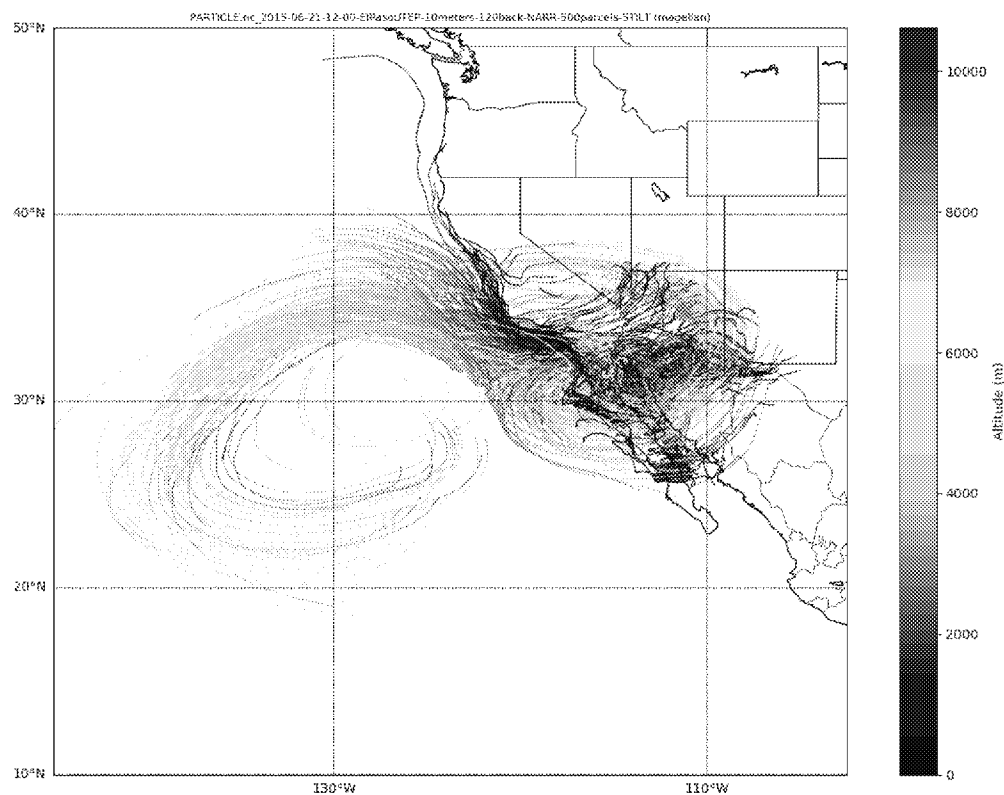 PARTICLE.nc_2015-06-21-12-00-ElPasoUTEP-10meters-120back-NARR-500parcels-STILT (magellan)
50°N
40°N
30°N
20°N
10°N
130°W
110°W
10000
8000
6000
4000
2000
0
Altitude (m)